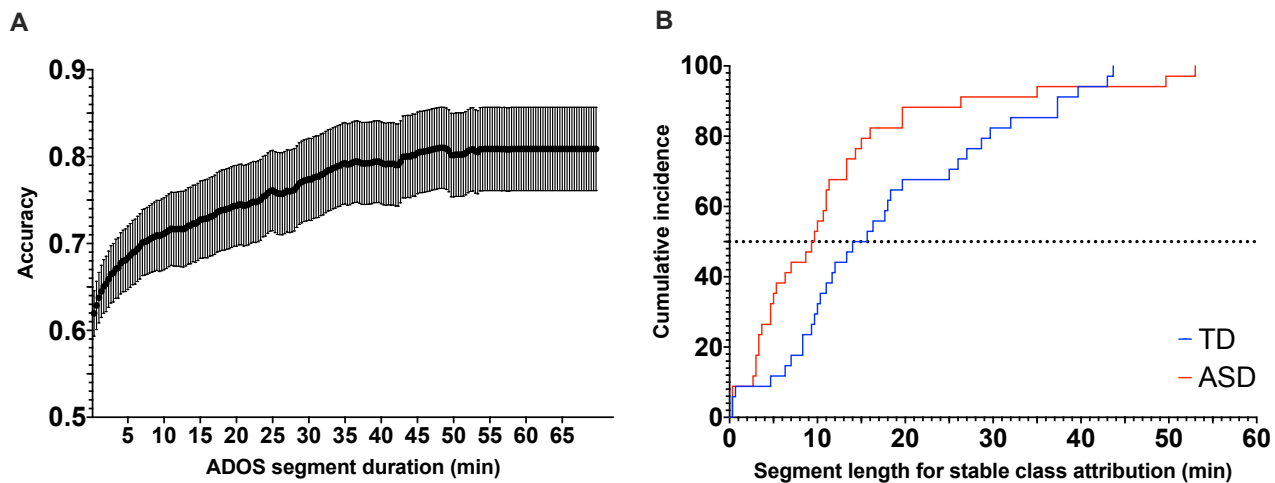 A
Accuracy
0.9
0.8
0.7
0.6
0.5
5 10 15 20 25 30 35 40 45 50 55 60 65
ADOS segment duration (min)
B
Cumulative incidence
100
80
60
40
20
0
0 10 20 30 40 50 60
TD
ASD
Segment length for stable class attribution (min)